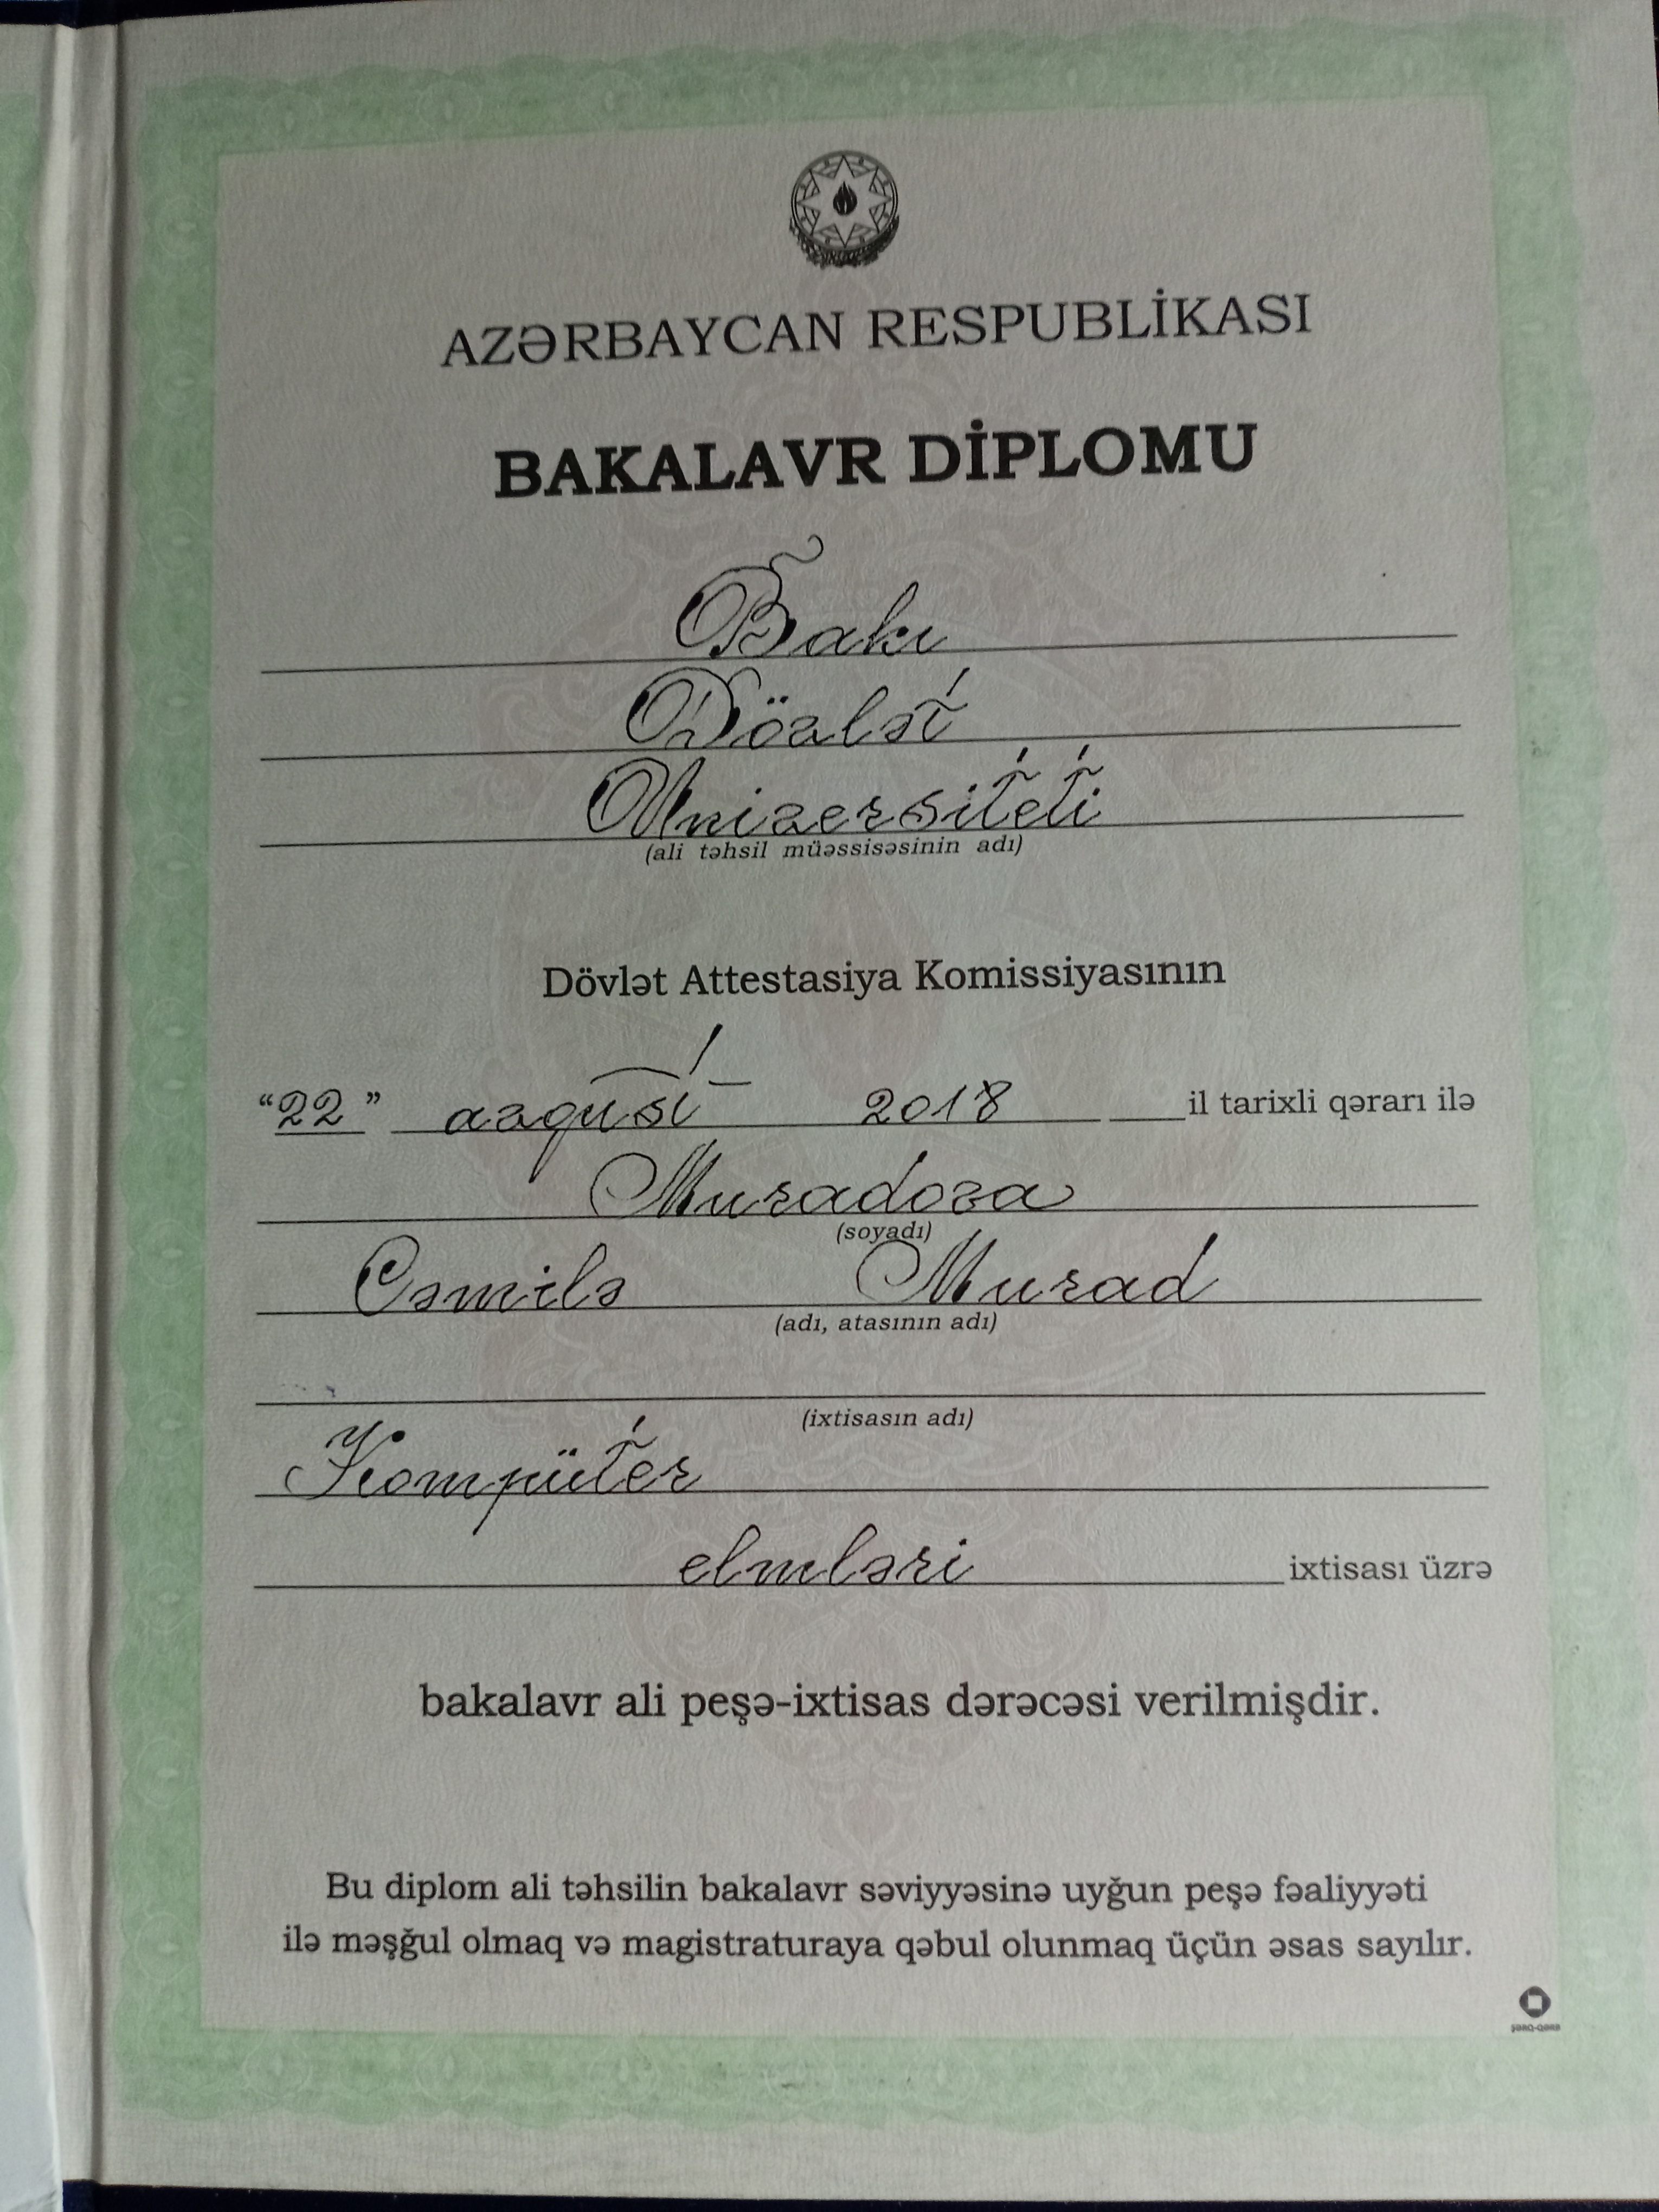 AZƏRBAYCAN RESPUBLİKASI
BAKALAVR DİPLOMU
Bakı
Dövlət
Universiteti
(ali təhsil müəssisəsinin adı)
Dövlət Attestasiya Komissiyasının
“22” avqust 2018 il tarixli qərarı ilə
Muradova
(soyadı)
Cəmilə Murad
(adı, atasının adı)
(ixtisasın adı)
Kompüter
elmləri ixtisası üzrə
bakalavr ali peşə-ixtisas dərəcəsi verilmişdir.
Bu diplom ali təhsilin bakalavr səviyyəsinə uyğun peşə fəaliyyəti
ilə məşğul olmaq və magistraturaya qəbul olunmaq üçün əsas sayılır.
ŞƏRQ-QƏRB